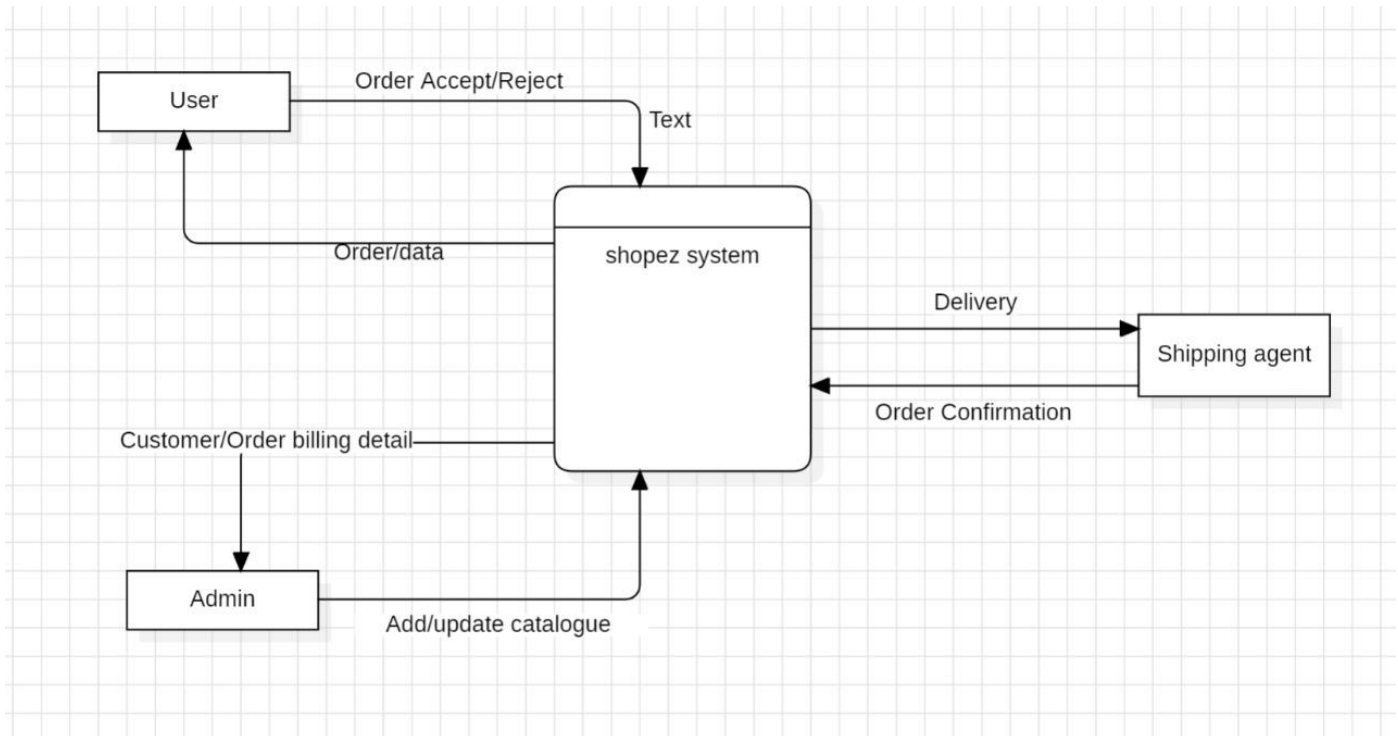 Order Accept/Reject
User
Text
Order/data
shopez system
Delivery
Shipping agent
Order Confirmation
Customer/Order billing detail
Admin
Add/update catalogue